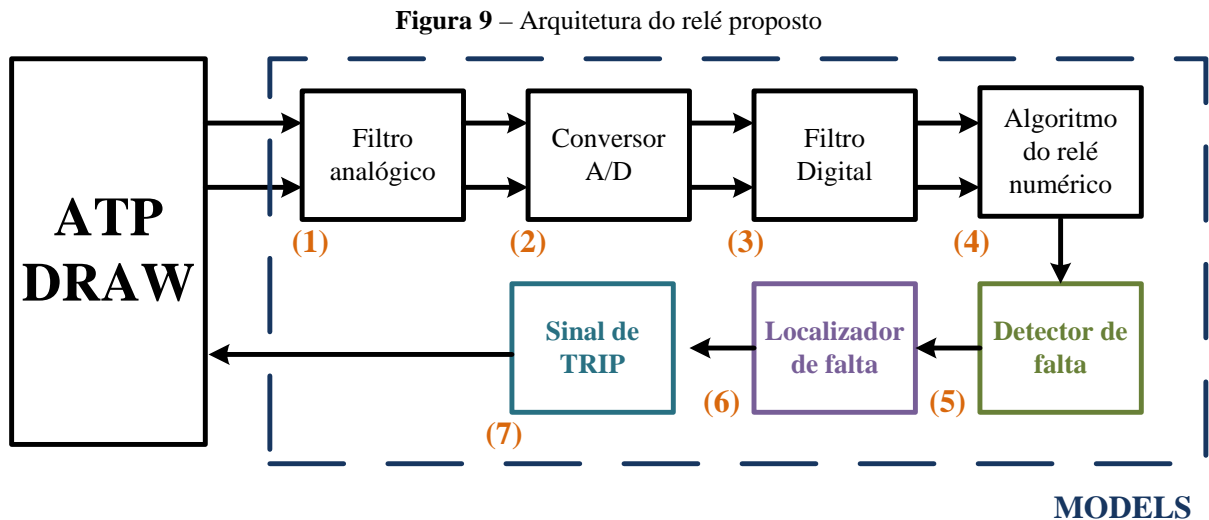 Figura 9 – Arquitetura do relé proposto
ATP
DRAW
Filtro
analógico
Conversor
A/D
Filtro
Digital
Algoritmo
do relé
numérico
(1)
(2)
(3)
(4)
Sinal de
TRIP
Localizador
de falta
Detector de
falta
(7)
(6)
(5)
MODELS